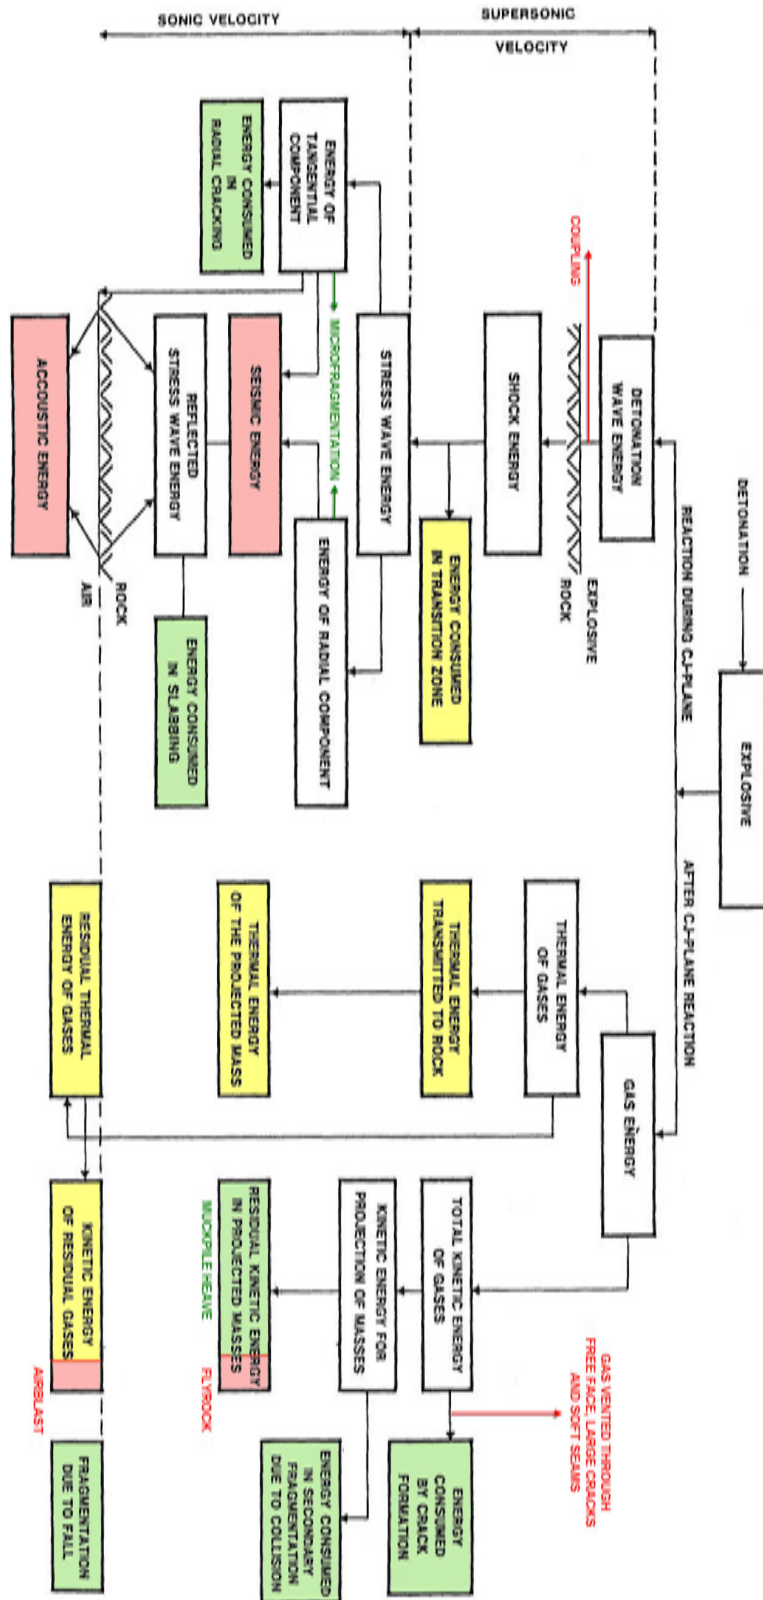 EXPLOSIVE
DETONATION
REACTION DURING CJ-PLANE
AFTER CJ-PLANE REACTION
SUPERSONIC
VELOCITY
SONIC VELOCITY
DETONATION
WAVE ENERGY
COUPLING
EXPLOSIVE
ROCK
SHOCK ENERGY
ENERGY CONSUMED
IN TRANSITION ZONE
STRESS WAVE ENERGY
ENERGY OF
TANGENTIAL
COMPONENT
MICROFRAGMENTATION
ENERGY OF RADIAL COMPONENT
ENERGY CONSUMED
IN
RADIAL CRACKING
SEISMIC ENERGY
REFLECTED
STRESS WAVE ENERGY
ENERGY CONSUMED
IN SLABBING
ROCK
AIR
ACCOUSTIC ENERGY
GAS ENERGY
THERMAL ENERGY
OF GASES
THERMAL ENERGY
TRANSMITTED TO ROCK
THERMAL ENERGY
OF THE PROJECTED MASS
RESIDUAL THERMAL
ENERGY OF GASES
TOTAL KINETIC ENERGY
OF GASES
GAS VENTED THROUGH
FREE FACE, LARGE CRACKS
AND SOFT SEAMS
ENERGY
CONSUMED
BY CRACK
FORMATION
KINETIC ENERGY FOR
PROJECTION OF MASSES
ENERGY CONSUMED
IN SECONDARY
FRAGMENTATION
DUE TO COLLISION
RESIDUAL KINETIC ENERGY
IN PROJECTED MASSES
MUCKPILE HEAVE
FLYROCK
KINETIC ENERGY
OF RESIDUAL GASES
AIRBLAST
FRAGMENTATION
DUE TO FALL